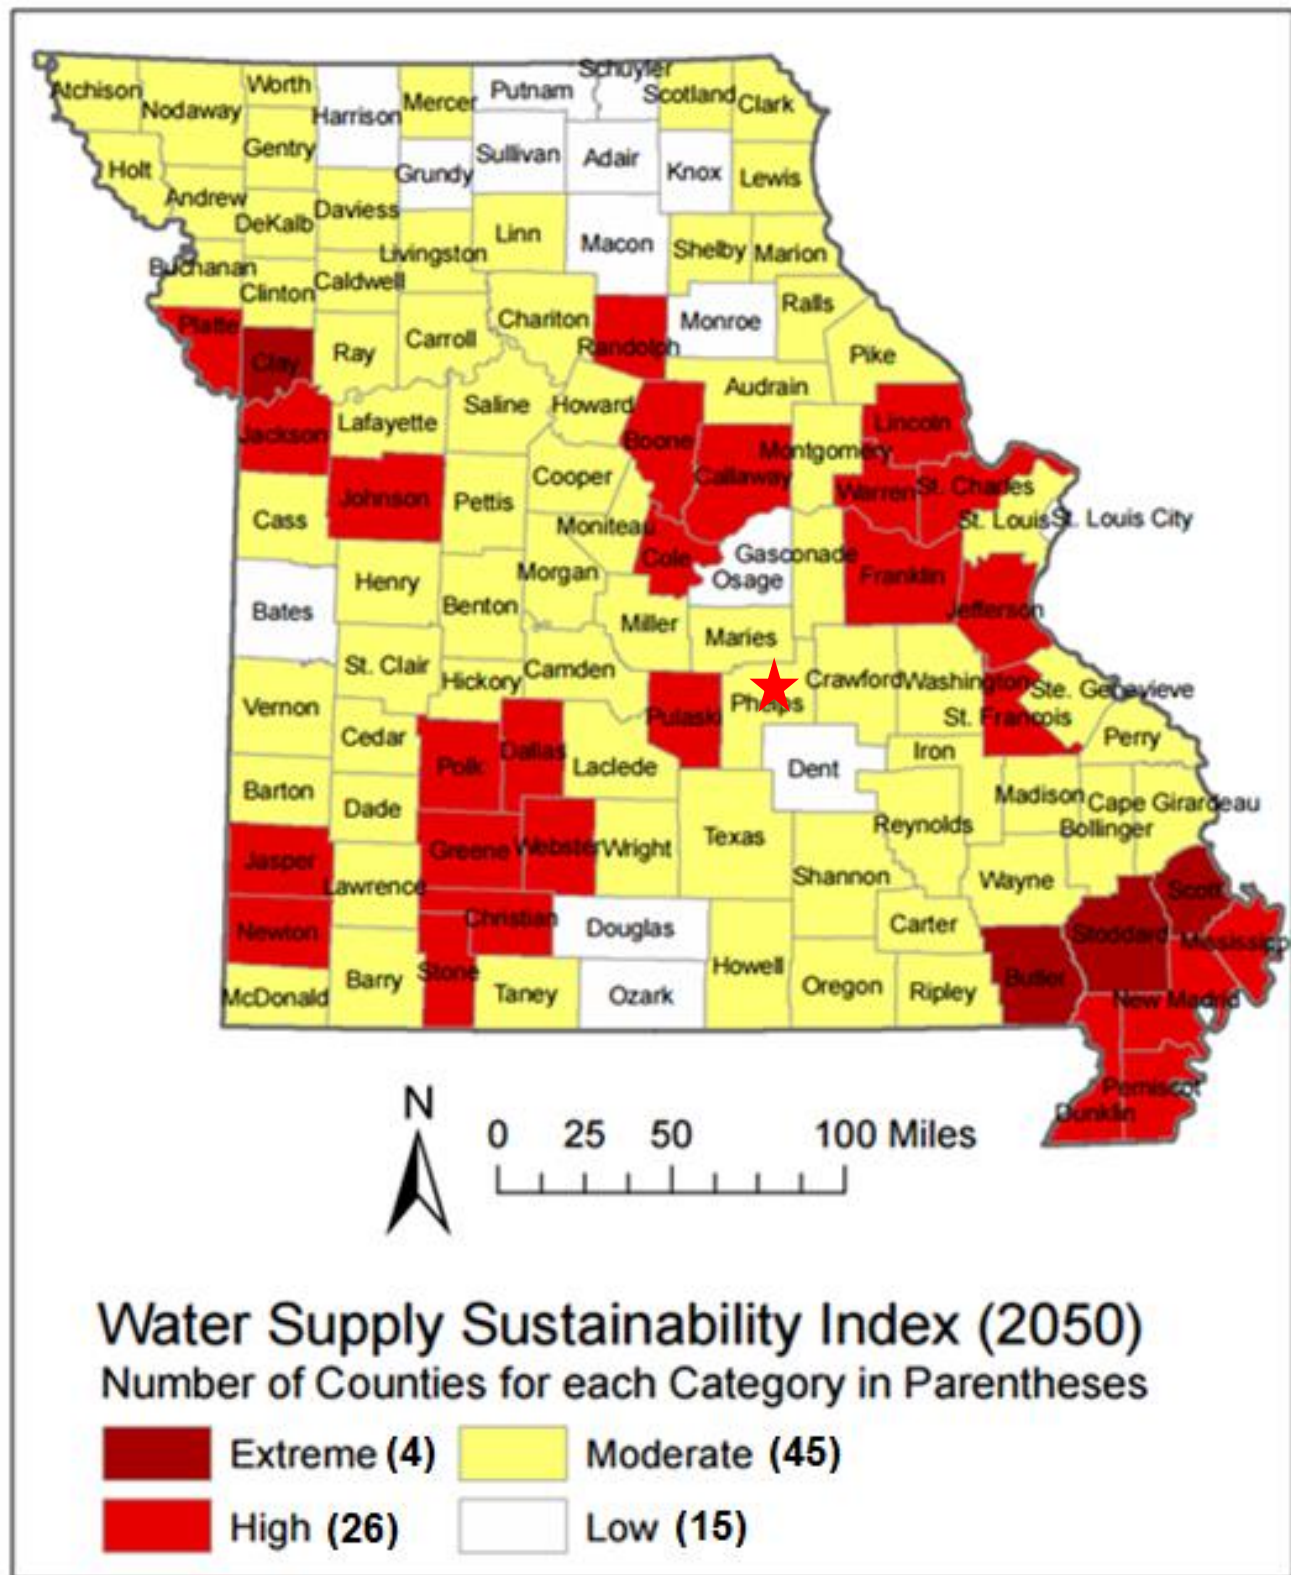 Schuyler
Atchison
Nodaway
Worth
Harrison
Mercer
Putnam
Scotland
Clark
Holt
Gentry
Grundy
Sullivan
Adair
Knox
Lewis
Andrew
DeKalb
Daviess
Livingston
Linn
Macon
Shelby
Marion
Buchanan
Clinton
Caldwell
Platte
Clay
Ray
Carroll
Chariton
Randolph
Monroe
Ralls
Pike
Audrain
Jackson
Lafayette
Saline
Howard
Boone
Callaway
Montgomery
Lincoln
Johnson
Pettis
Cooper
Warren
St. Charles
Cass
Moniteau
St. Louis
St. Louis City
Cole
Gasconade
Osage
Franklin
Bates
Henry
Benton
Morgan
Miller
Maries
Jefferson
St. Clair
Hickory
Camden
Pulaski
Phelps
Crawford
Washington
Ste. Genevieve
Vernon
St. Francois
Cedar
Polk
Dallas
Laclede
Dent
Iron
Perry
Barton
Dade
Texas
Reynolds
Madison
Cape Girardeau
Bollinger
Jasper
Greene
Webster
Wright
Lawrence
Shannon
Wayne
Scott
Newton
Christian
Douglas
Carter
Stoddard
Mississipp
McDonald
Barry
Stone
Taney
Ozark
Howell
Oregon
Ripley
Butler
New Madrid
Pemiscot
Dunklin
N
0 25 50 100 Miles
Water Supply Sustainability Index (2050)
Number of Counties for each Category in Parentheses
Extreme (4) Moderate (45)
High (26) Low (15)